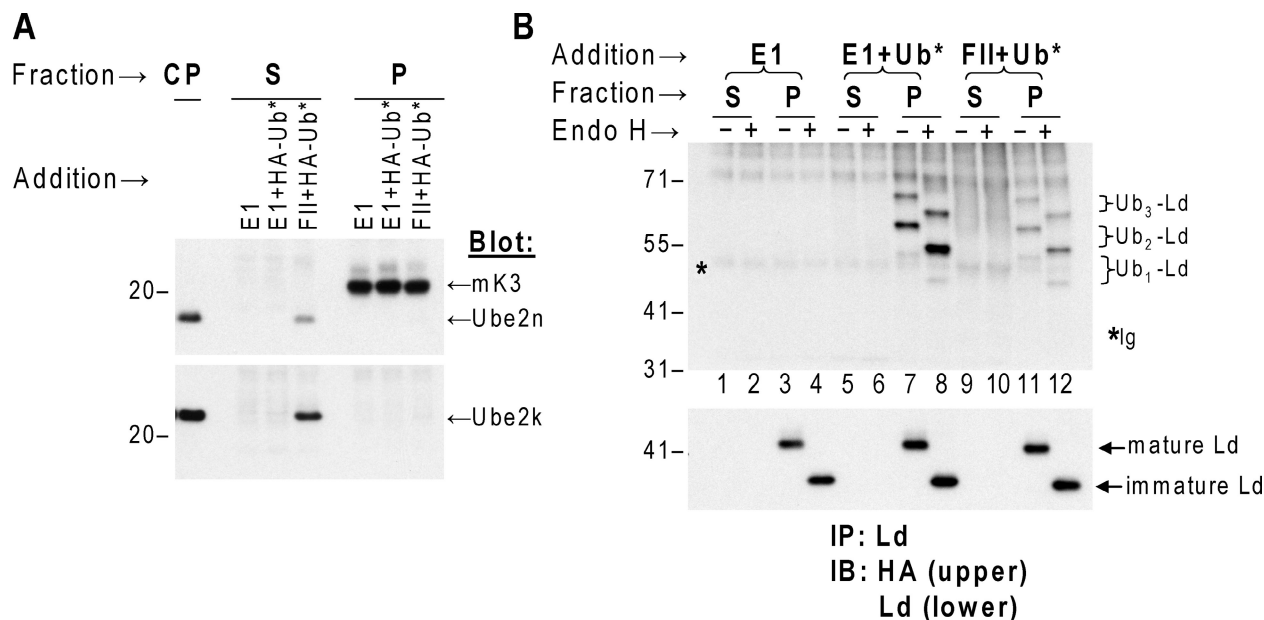 A
Fraction→ CP S P
Addition→
E1
E1+HA-Ub*
FII+HA-Ub*
E1
E1+HA-Ub*
FII+HA-Ub*
Blot:
20–
←mK3
←Ube2n
20–
←Ube2k
B
Addition→ E1 E1+Ub* FII+Ub*
Fraction→ S P S P S P
Endo H→ – + – + – + – + – + – +
71–
55–
*
41–
31–
}Ub3-Ld
}Ub2-Ld
}Ub1-Ld
*Ig
1 2 3 4 5 6 7 8 9 10 11 12
41–
←mature Ld
←immature Ld
IP: Ld
IB: HA (upper)
Ld (lower)